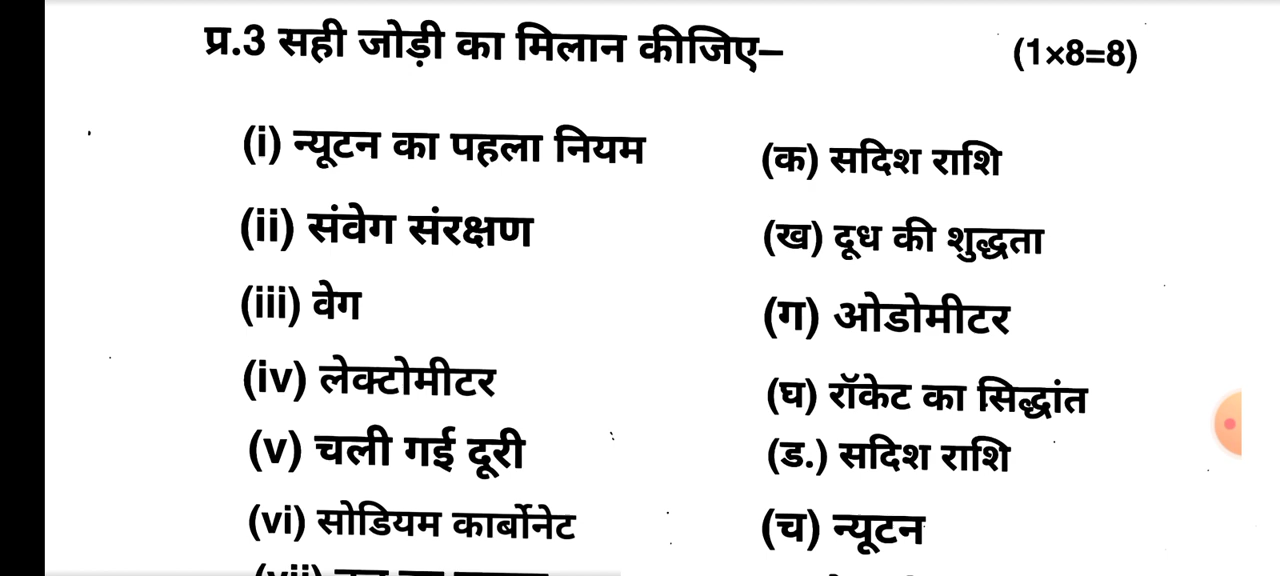 प्र.3 सही जोड़ी का मिलान कीजिए– (1×8=8)
(i) न्यूटन का पहला नियम (क) सदिश राशि
(ii) संवेग संरक्षण (ख) दूध की शुद्धता
(iii) वेग (ग) ओडोमीटर
(iv) लेक्टोमीटर (घ) रॉकेट का सिद्धांत
(v) चली गई दूरी (ड.) सदिश राशि
(vi) सोडियम कार्बोनेट (च) न्यूटन
(vii)